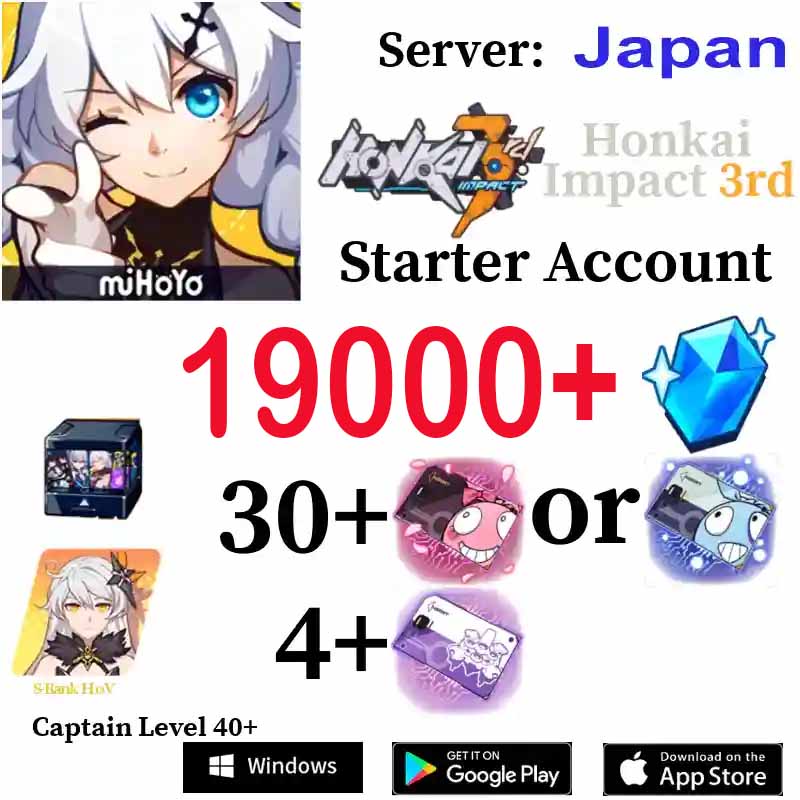 Server: Japan
HONKAI 3rd
IMPACT
Honkai
Impact 3rd
miHoYo
Starter Account
19000+
30+ or
4+
S-Rank HoV
Captain Level 40+
Windows
GET IT ON
Google Play
Download on the
App Store